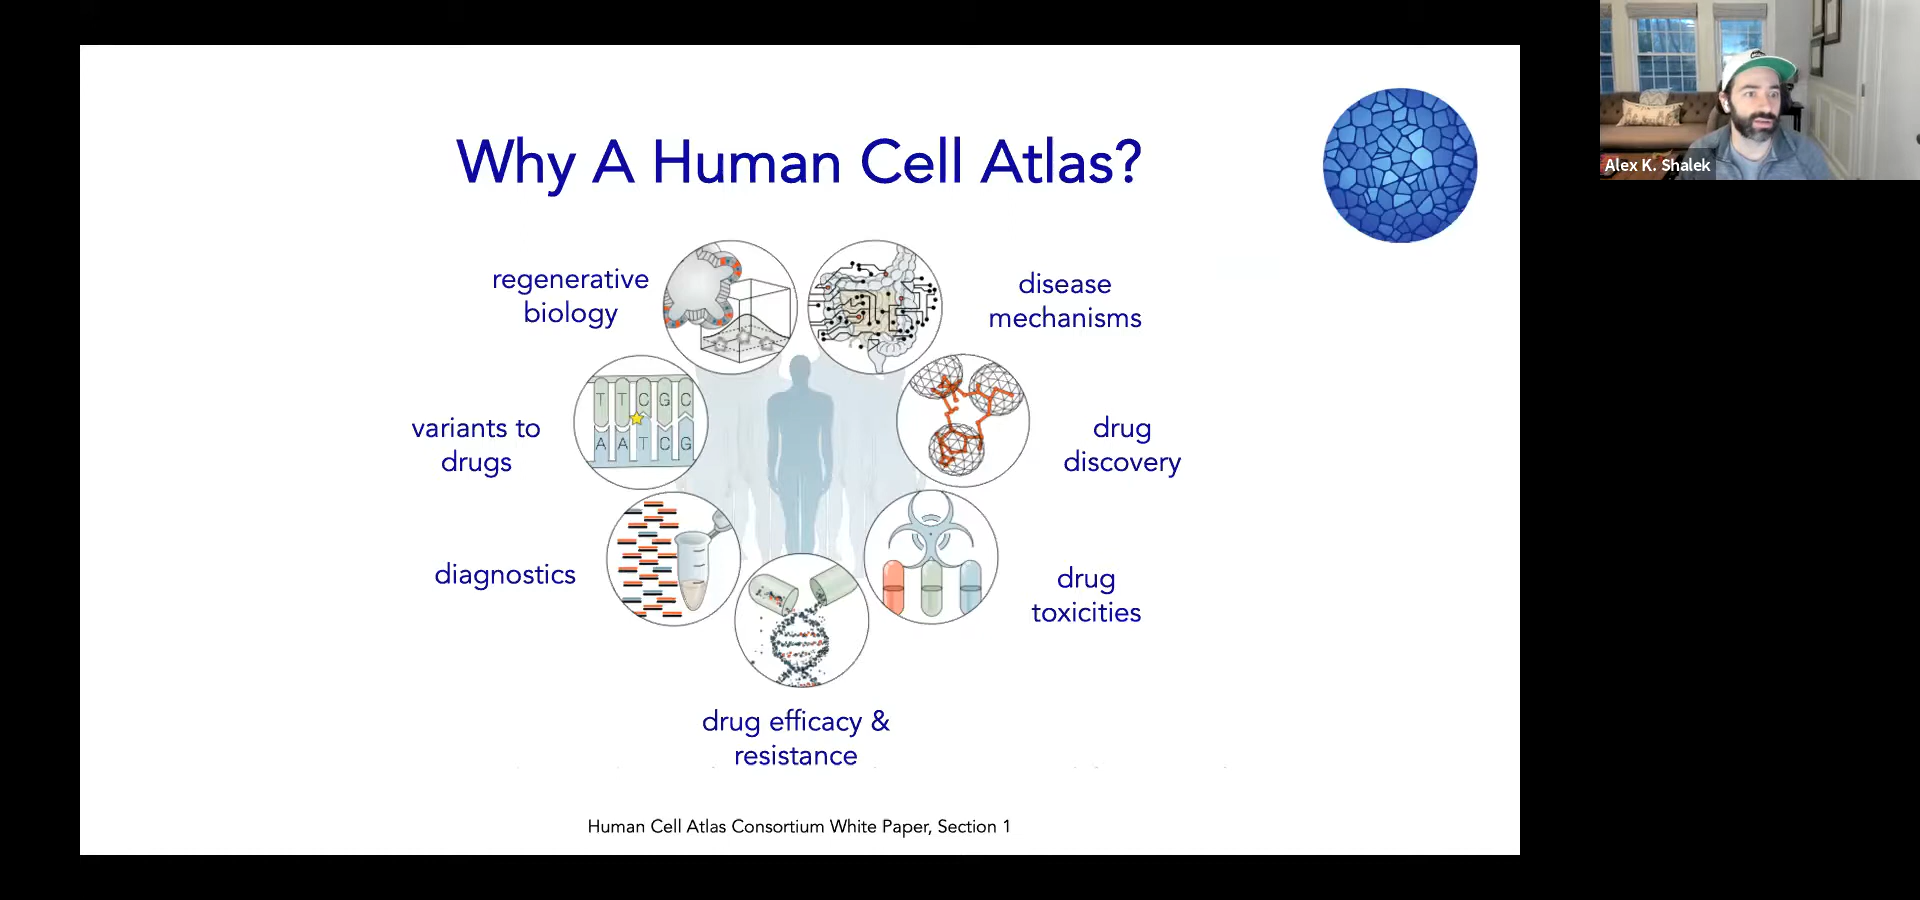 Why A Human Cell Atlas?
regenerative
biology
disease
mechanisms
T T C G C
A A T C G
variants to
drugs
drug
discovery
diagnostics
drug
toxicities
drug efficacy &
resistance
Human Cell Atlas Consortium White Paper, Section 1
Alex K. Shalek